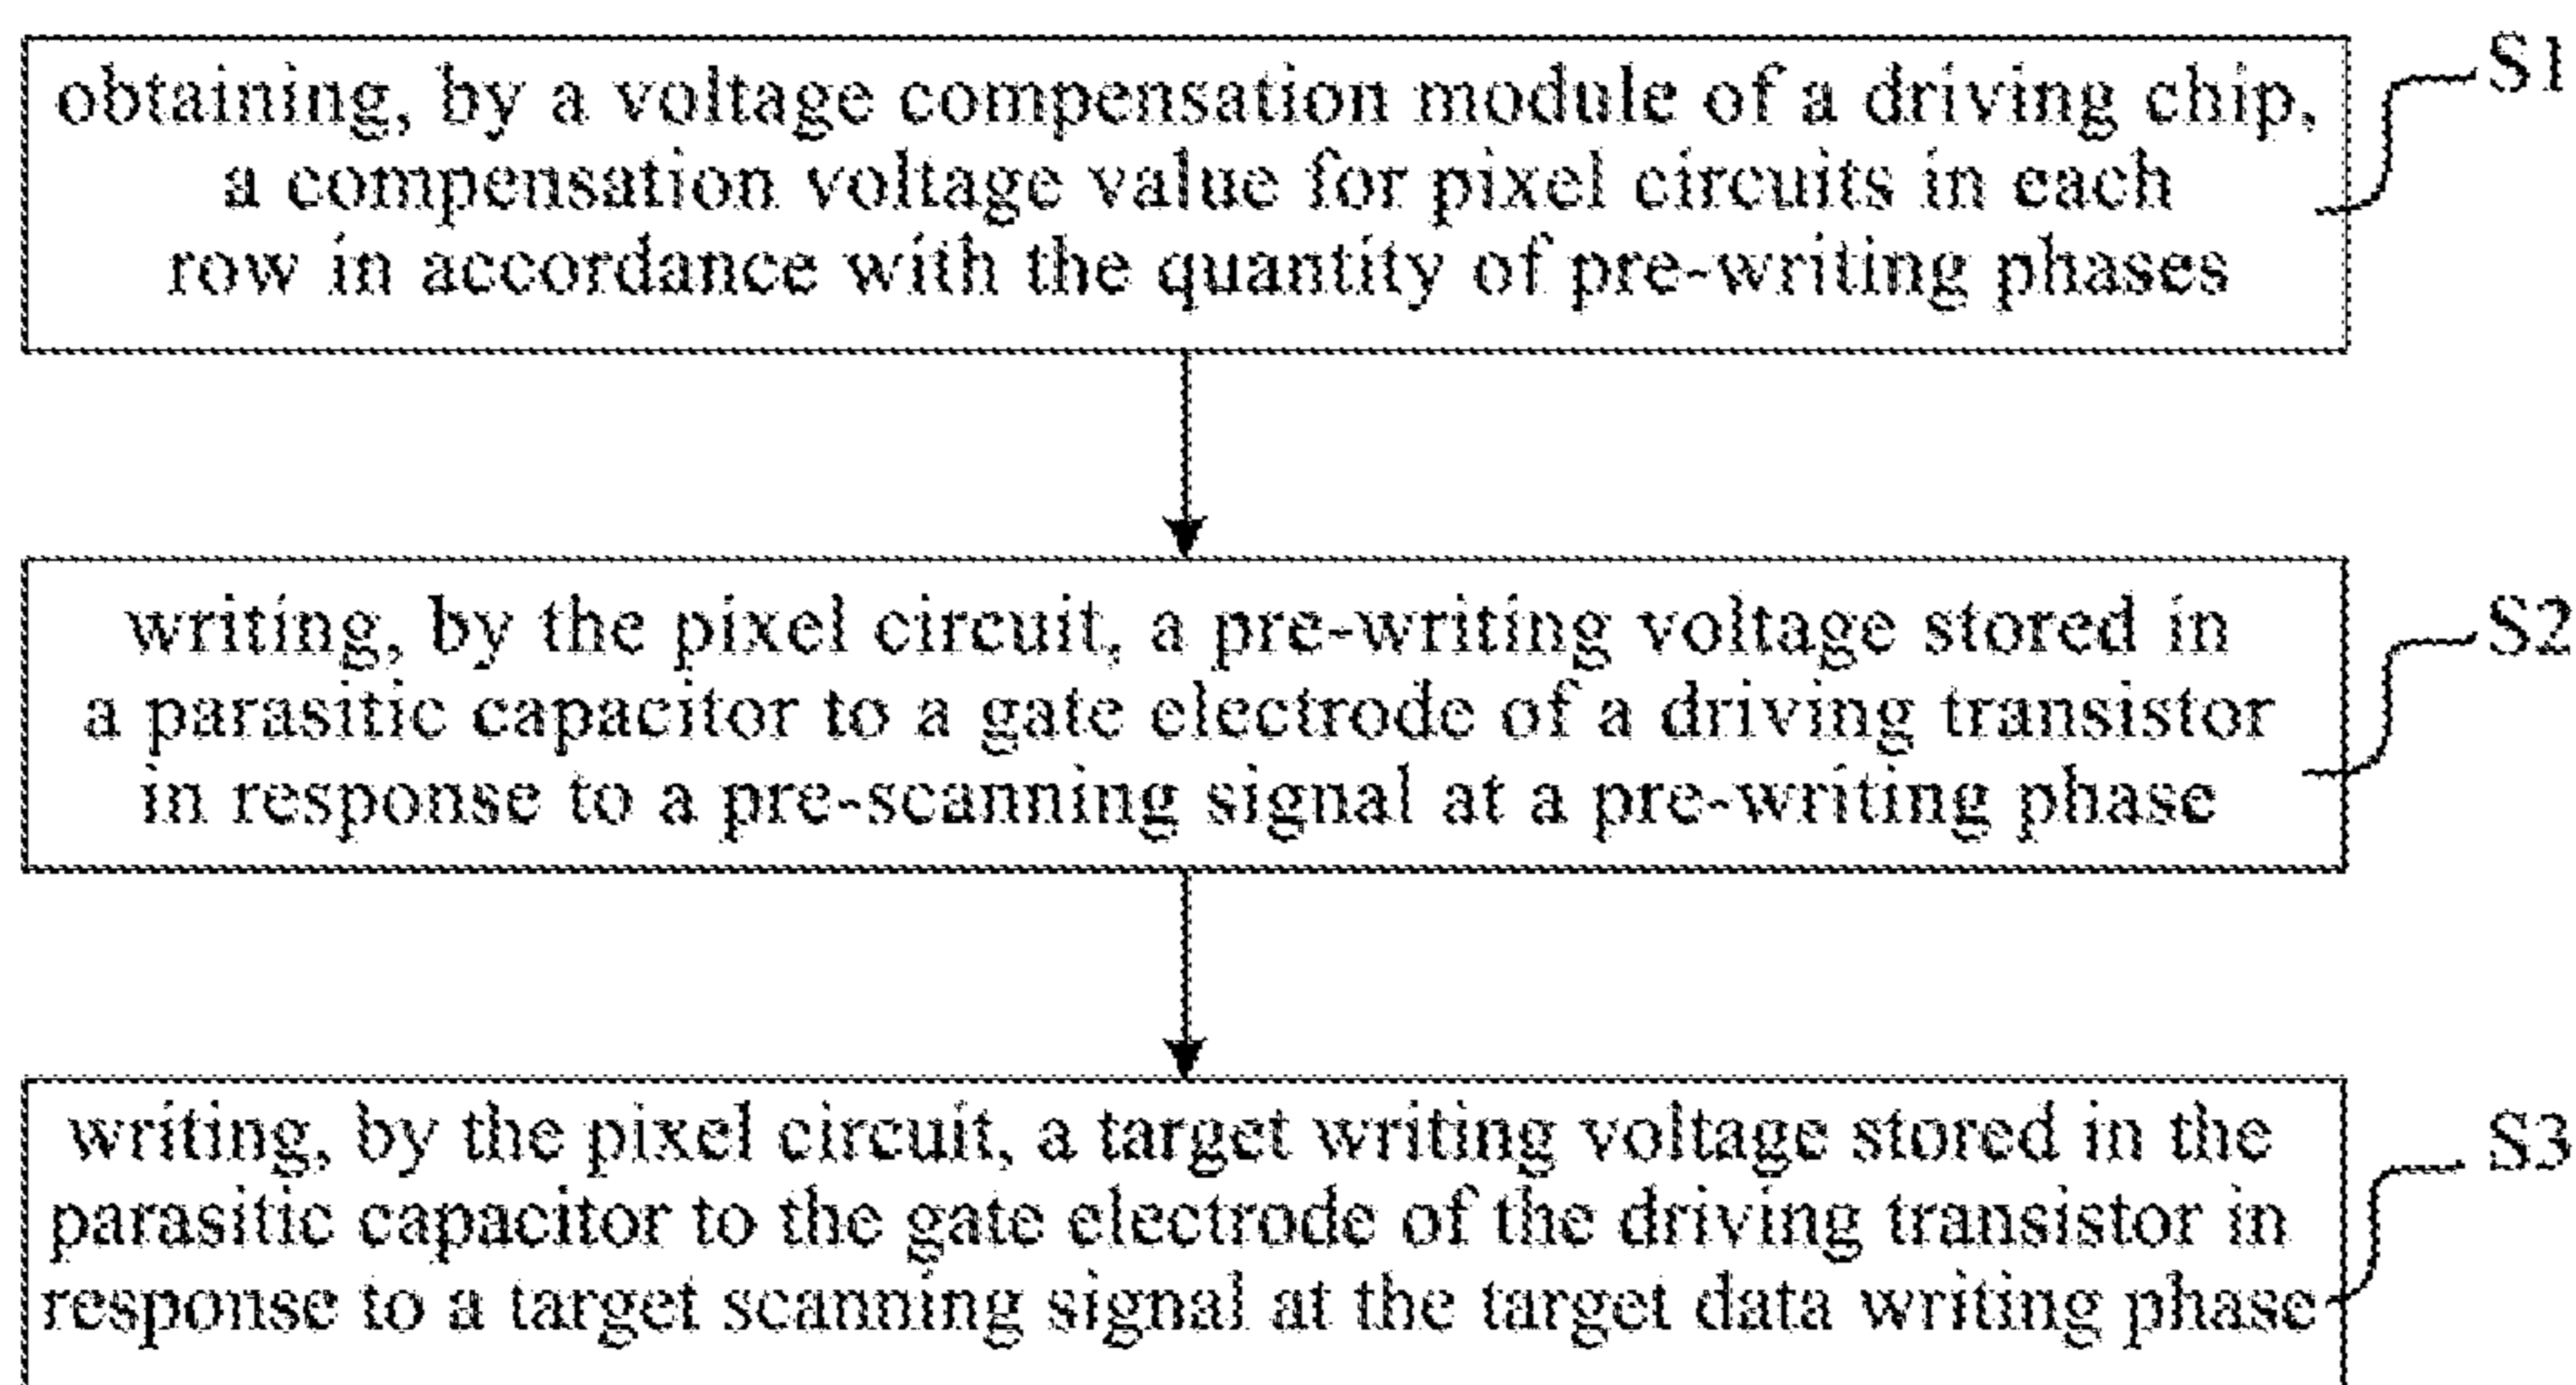 obtaining, by a voltage compensation module of a driving chip,
a compensation voltage value for pixel circuits in each
row in accordance with the quantity of pre-writing phases
S1
writing, by the pixel circuit, a pre-writing voltage stored in
a parasitic capacitor to a gate electrode of a driving transistor
in response to a pre-scanning signal at a pre-writing phase
S2
writing, by the pixel circuit, a target writing voltage stored in the
parasitic capacitor to the gate electrode of the driving transistor in
response to a target scanning signal at the target data writing phase
S3